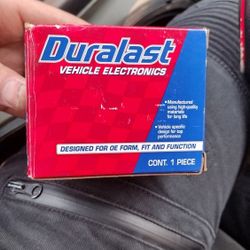 Duralast
VEHICLE ELECTRONICS
• Manufactured
using high-quality
materials
for long life
• Vehicle specific
design for top
performance
DESIGNED FOR OE FORM, FIT AND FUNCTION
CONT. 1 PIECE